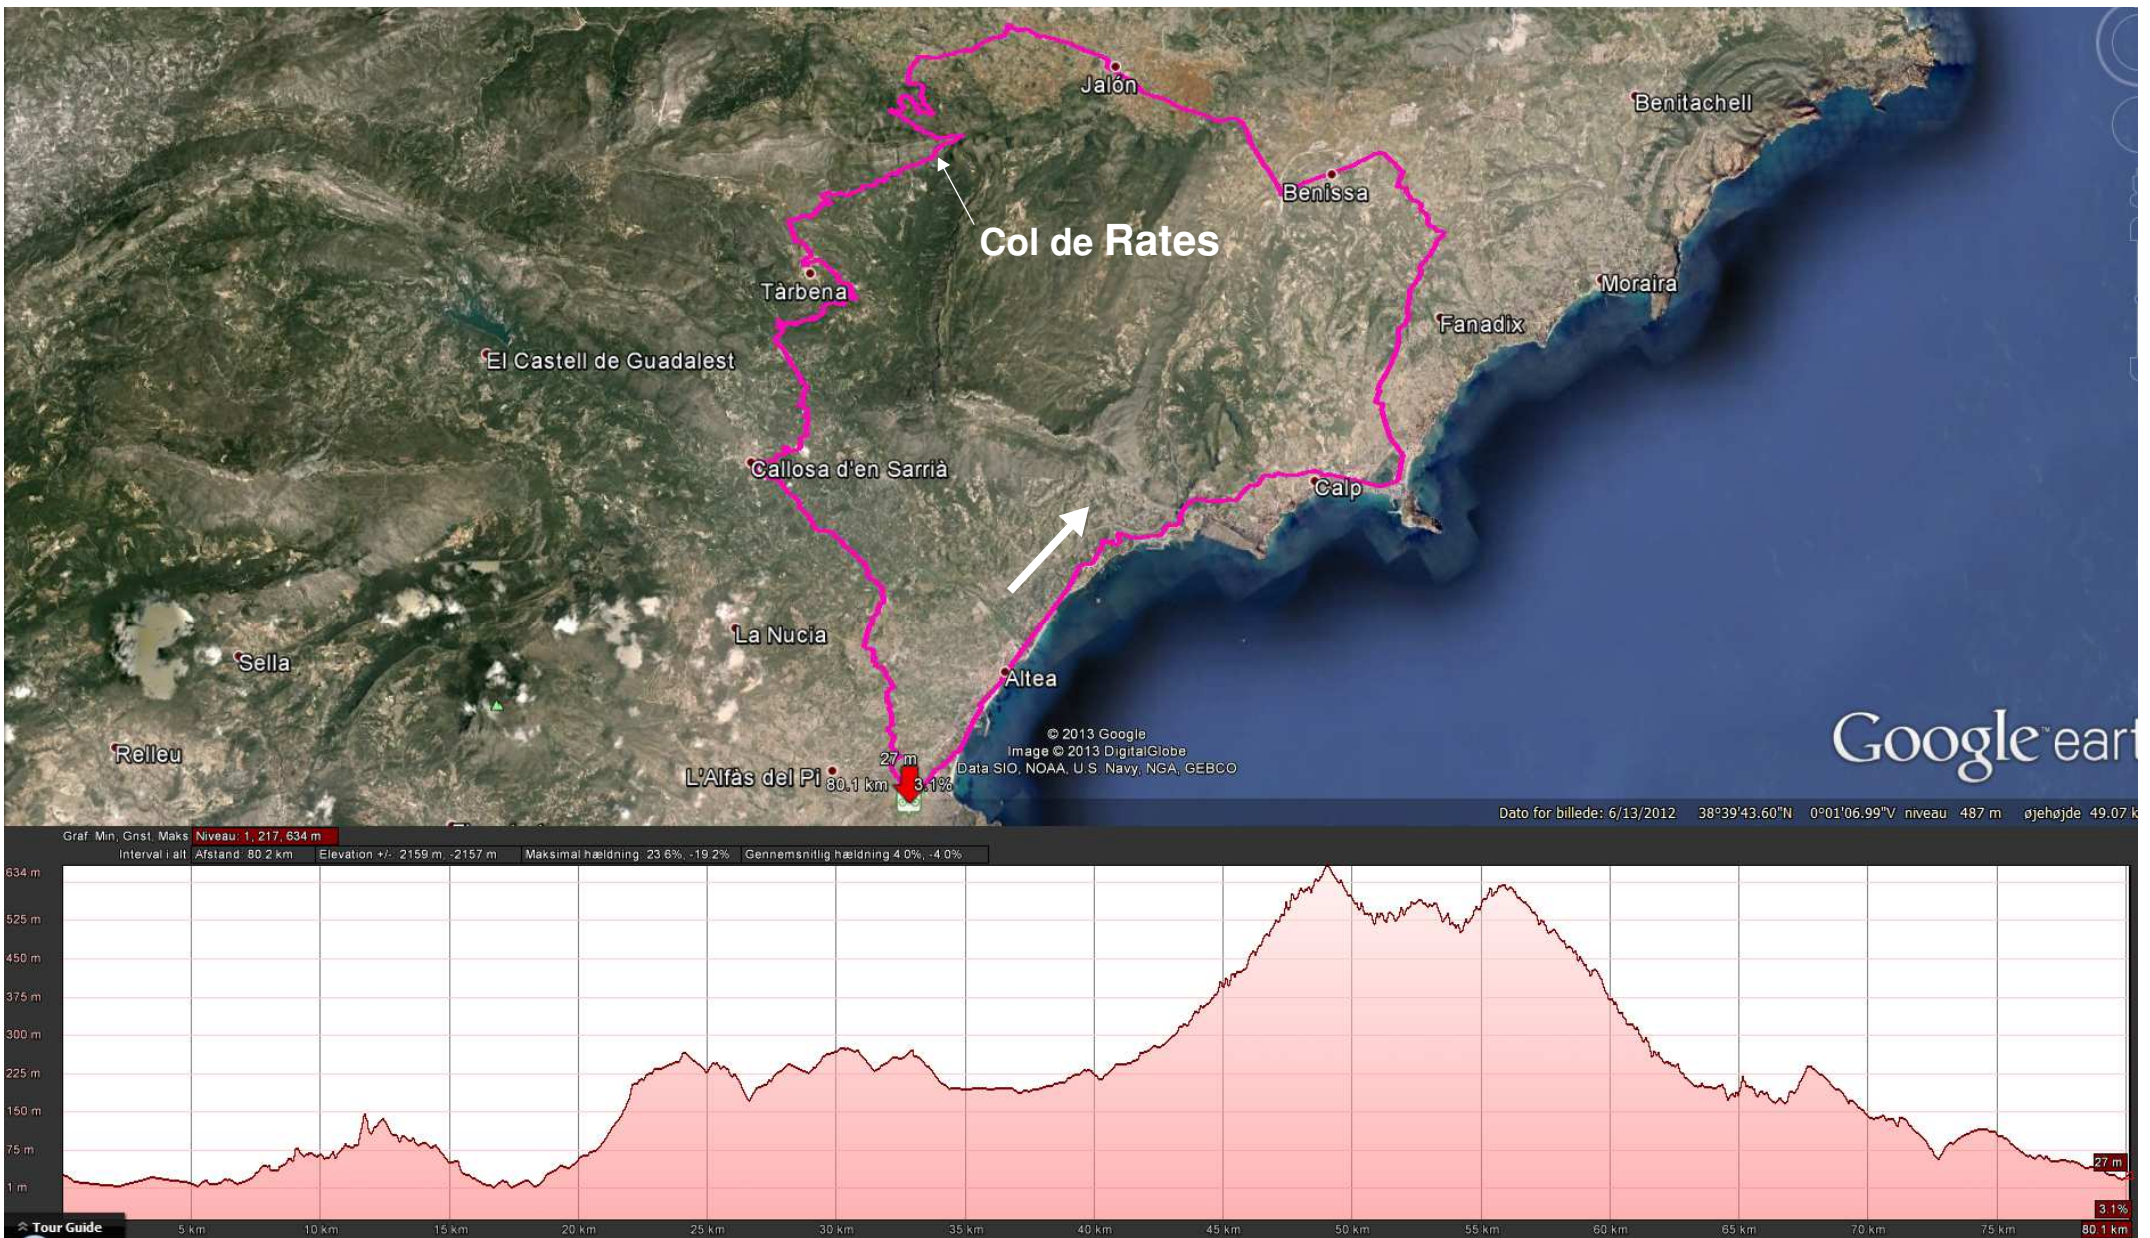 Jalón
Benitachell
Benissa
Col de Rates
Tàrbena
Moraira
Fanadix
El Castell de Guadalest
Callosa d'en Sarrià
Calp
La Nucia
Sella
Altea
Relleu
© 2013 Google
Image © 2013 DigitalGlobe
Data SIO, NOAA, U.S. Navy, NGA, GEBCO
Google eart
27 m
L'Alfàs del Pi
80.1 km 3.1%
Dato for billede: 6/13/2012 38°39'43.60"N 0°01'06.99"V niveau 487 m øjehøjde 49.07 k
Graf: Min, Gnst, Maks Niveau: 1, 217, 634 m
Interval i alt: Afstand: 80.2 km Elevation +/-: 2159 m, -2157 m Maksimal hældning: 23.6%, -19.2% Gennemsnitlig hældning: 4.0%, -4.0%
634 m
525 m
450 m
375 m
300 m
225 m
150 m
75 m
27 m
1 m
3.1%
Tour Guide 5 km 10 km 15 km 20 km 25 km 30 km 35 km 40 km 45 km 50 km 55 km 60 km 65 km 70 km 75 km 80.1 km